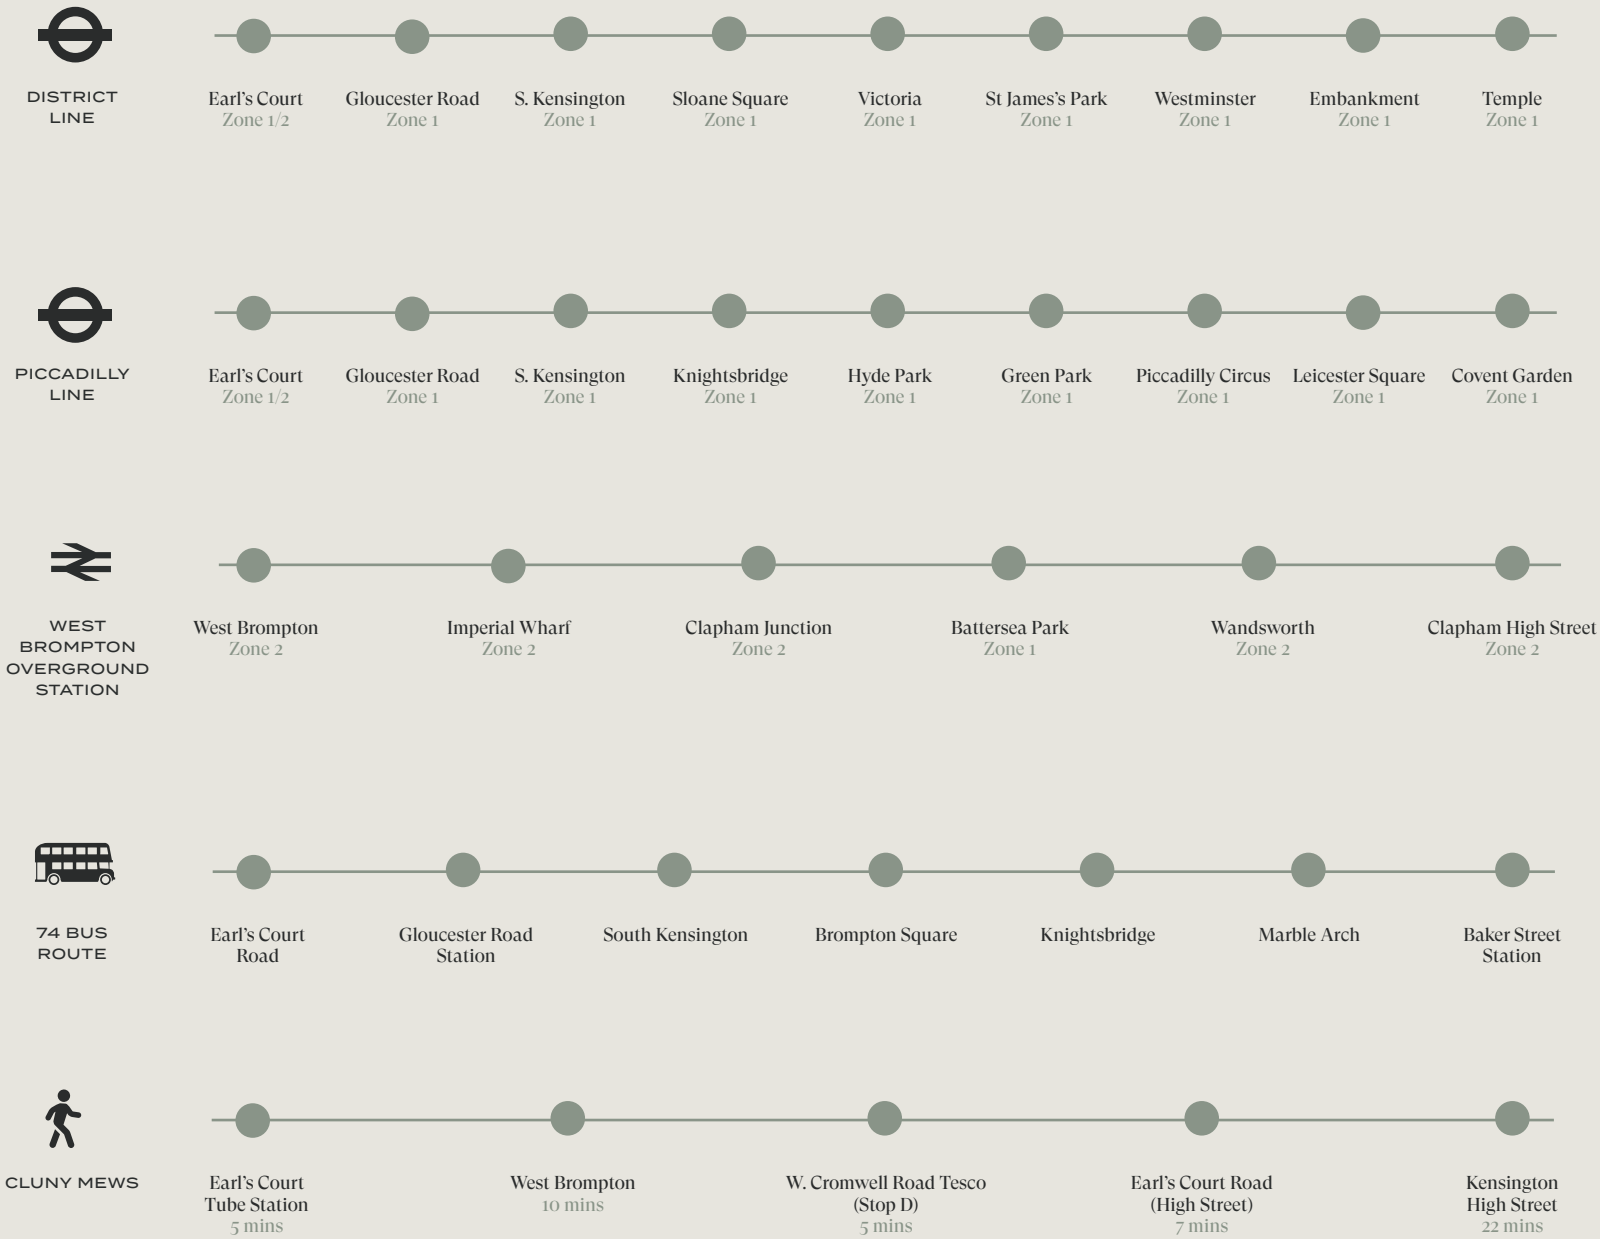 DISTRICT
LINE
Earl’s Court
Zone 1/2
Gloucester Road
Zone 1
S. Kensington
Zone 1
Sloane Square
Zone 1
Victoria
Zone 1
St James’s Park
Zone 1
Westminster
Zone 1
Embankment
Zone 1
Temple
Zone 1
PICCADILLY
LINE
Earl’s Court
Zone 1/2
Gloucester Road
Zone 1
S. Kensington
Zone 1
Knightsbridge
Zone 1
Hyde Park
Zone 1
Green Park
Zone 1
Piccadilly Circus
Zone 1
Leicester Square
Zone 1
Covent Garden
Zone 1
WEST
BROMPTON
OVERGROUND
STATION
West Brompton
Zone 2
Imperial Wharf
Zone 2
Clapham Junction
Zone 2
Battersea Park
Zone 1
Wandsworth
Zone 2
Clapham High Street
Zone 2
74 BUS
ROUTE
Earl’s Court
Road
Gloucester Road
Station
South Kensington
Brompton Square
Knightsbridge
Marble Arch
Baker Street
Station
CLUNY MEWS
Earl’s Court
Tube Station
5 mins
West Brompton
10 mins
W. Cromwell Road Tesco
(Stop D)
5 mins
Earl’s Court Road
(High Street)
7 mins
Kensington
High Street
22 mins